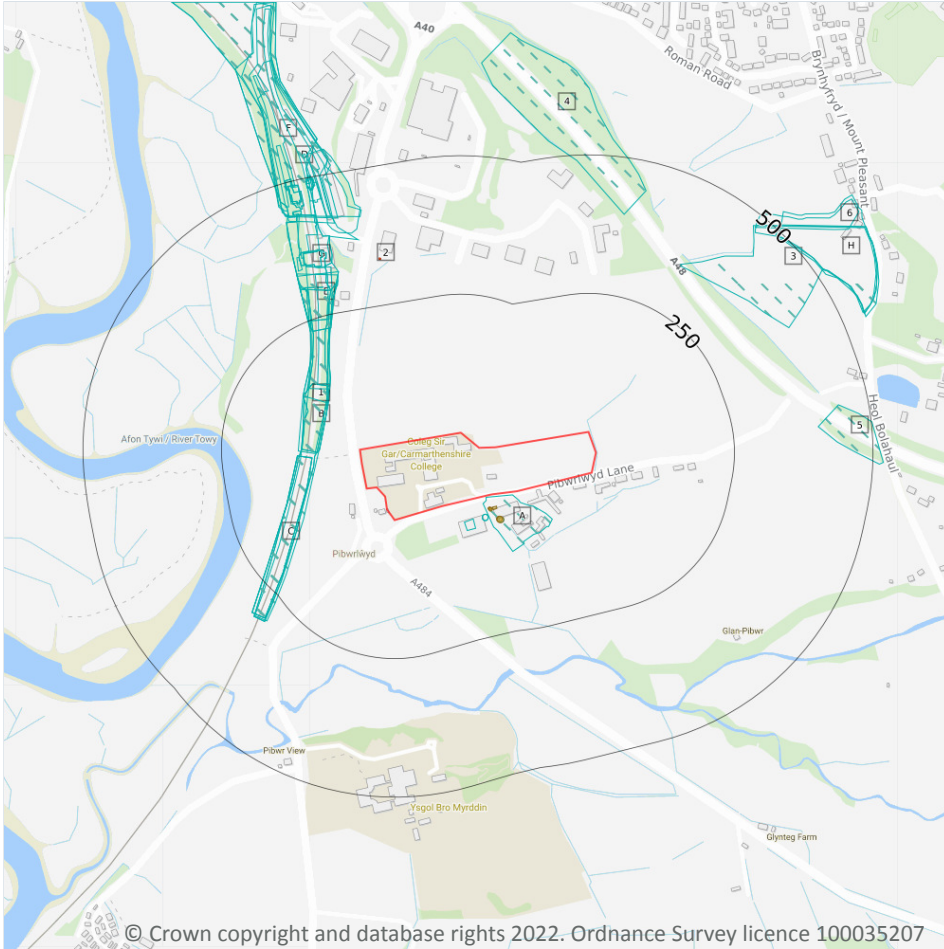 A40
Roman Road
Brynhyfryd / Mount Pleasant
4
F
D
6
500
H
2
G
3
A48
E
250
1
B
Heol Bolahaul
5
Afon Tywi / River Towy
Coleg Sir
Gar/Carmarthenshire
College
Pibwrlwyd Lane
A
C
Pibwrlwyd
A484
Glan-Pibwr
Pibwr View
Ysgol Bro Myrddin
Glynteg Farm
© Crown copyright and database rights 2022. Ordnance Survey licence 100035207